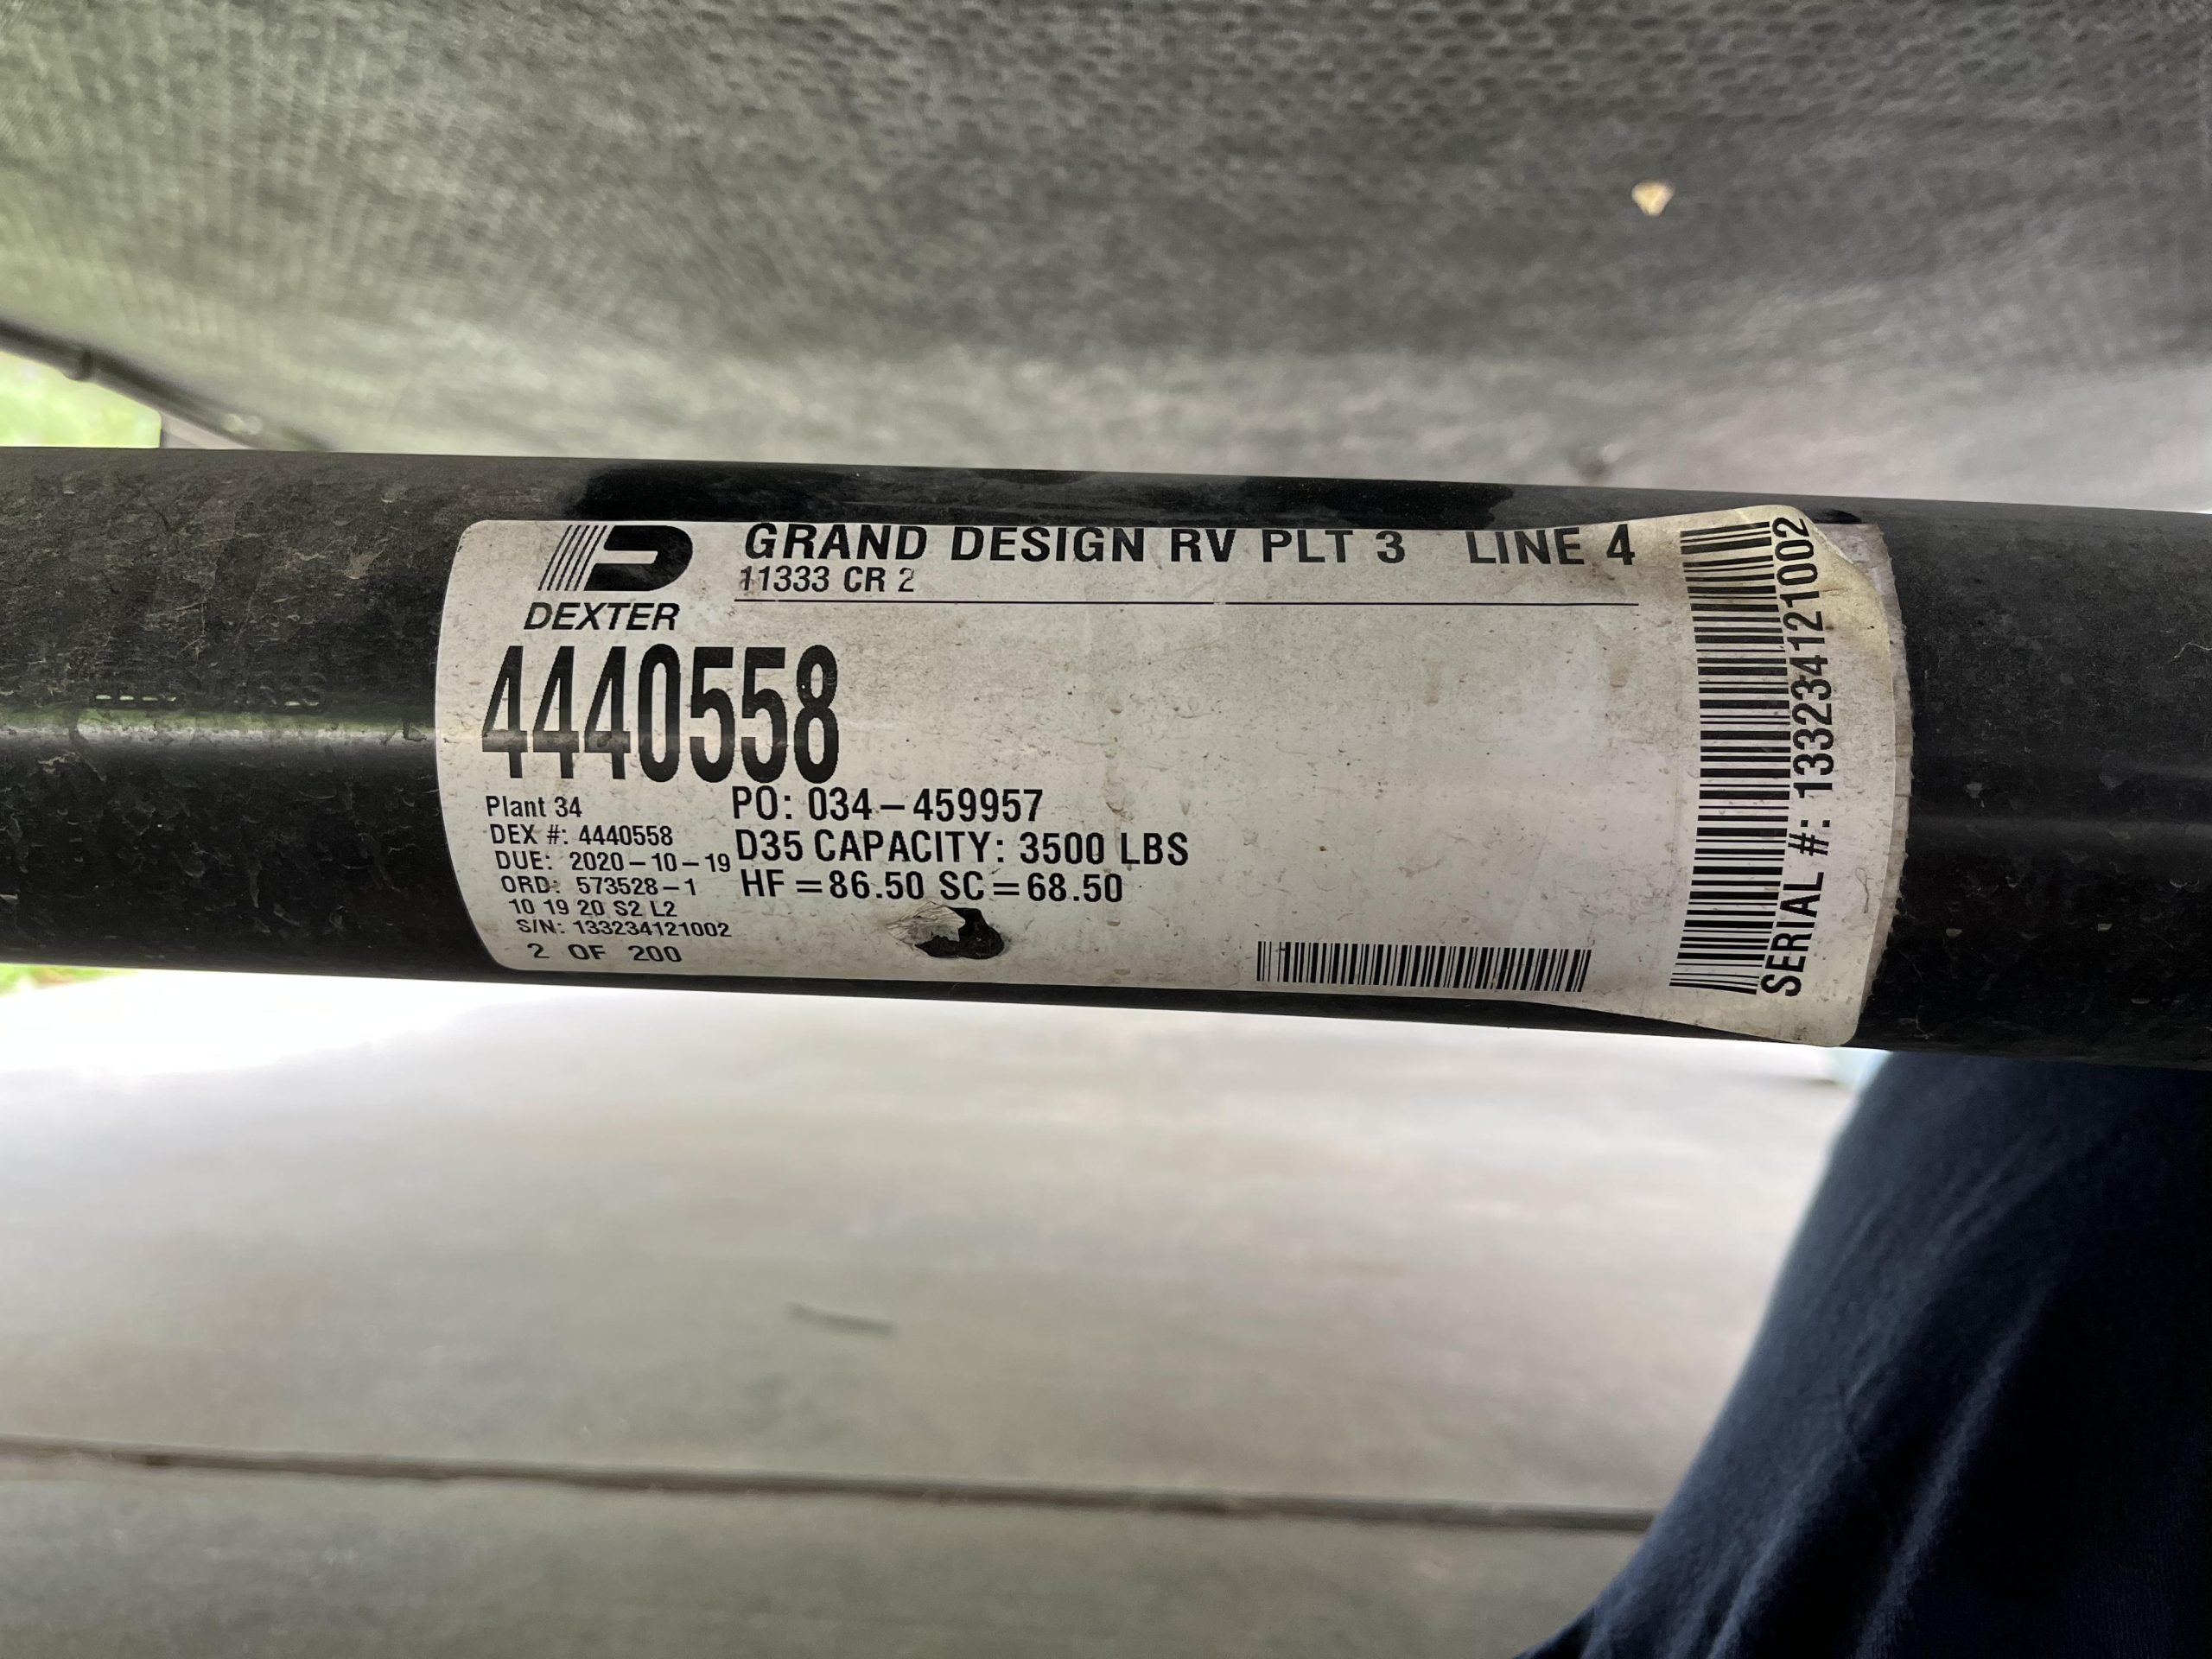 GRAND DESIGN RV PLT 3 LINE 4
11333 CR 2
DEXTER
4440558
Plant 34
DEX #: 4440558
DUE: 2020-10-19
ORD: 573528-1
10 19 20 S2 L2
S/N: 133234121002
2 OF 200
PO: 034-459957
D35 CAPACITY: 3500 LBS
HF=86.50 SC=68.50
SERIAL #: 133234121002